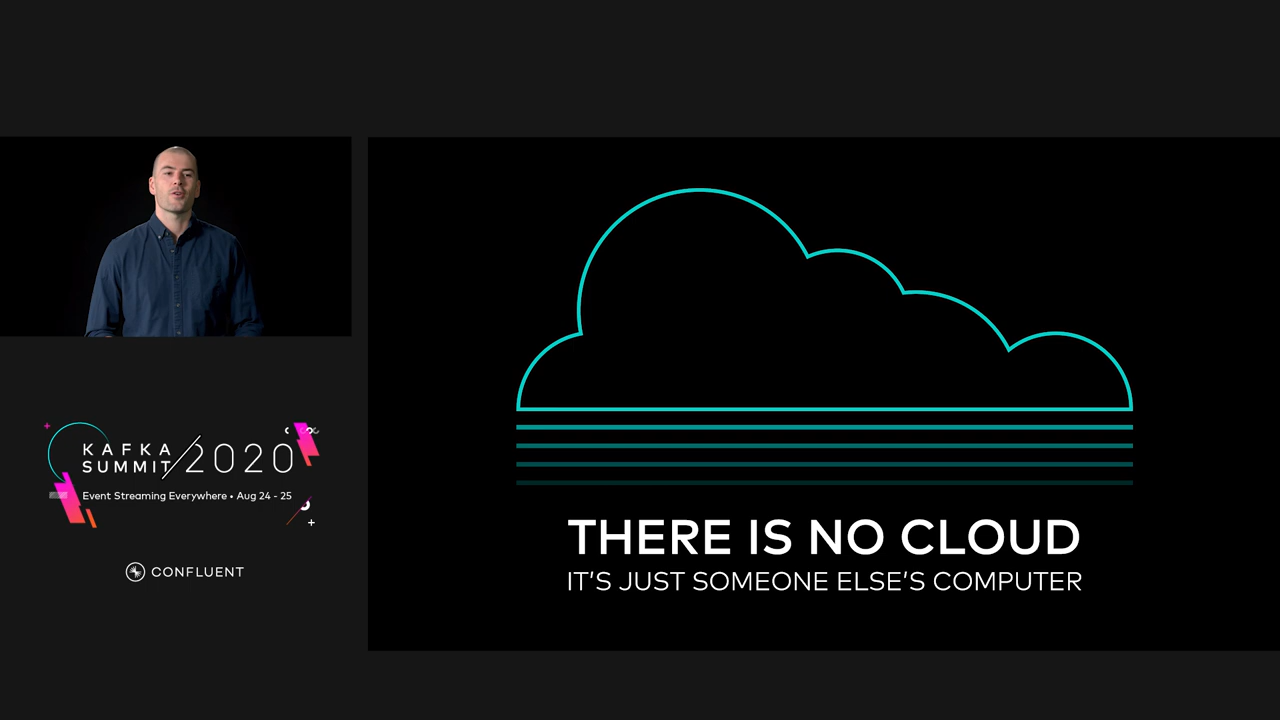 KAFKA
SUMMIT
2020
Event Streaming Everywhere • Aug 24 - 25
CONFLUENT
THERE IS NO CLOUD
IT'S JUST SOMEONE ELSE'S COMPUTER